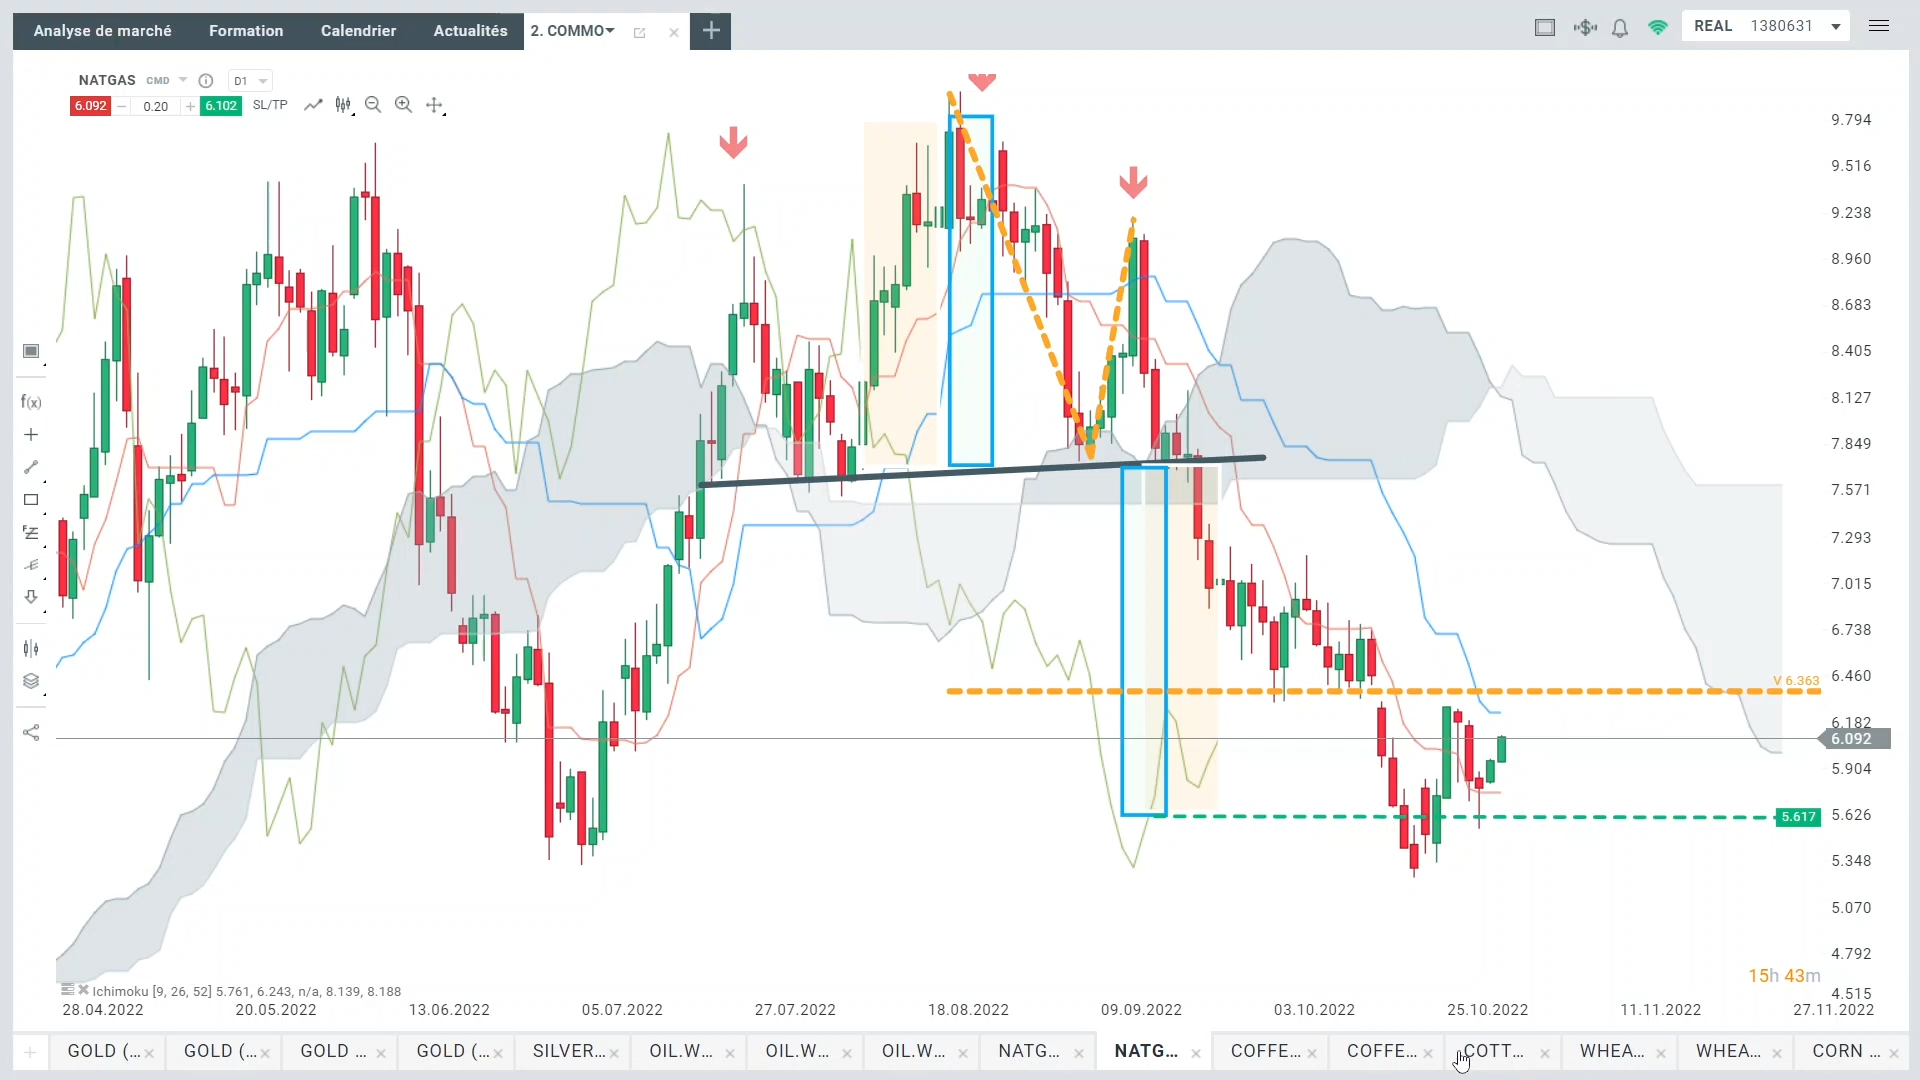 Analyse de marché Formation Calendrier Actualités 2. COMMO REAL 1380631
NATGAS CMD D1
6.092 0.20 6.102 SL/TP
9.794
9.516
9.238
8.960
8.683
8.405
8.127
7.849
7.571
7.293
7.015
6.738
6.460
V 6.363
6.182
6.092
5.904
5.626
5.617
5.348
5.070
4.792
4.515
f(x)
15h 43m
Ichimoku [9, 26, 52] 5.761, 6.243, n/a, 8.139, 8.188
28.04.2022 20.05.2022 13.06.2022 05.07.2022 27.07.2022 18.08.2022 09.09.2022 03.10.2022 25.10.2022 11.11.2022 27.11.2022
GOLD (... GOLD (... GOLD ... GOLD (... SILVER... OIL.W... OIL.W... OIL.W... NATG... NATG... COFFE... COFFE... COTT... WHEA... WHEA... CORN ...